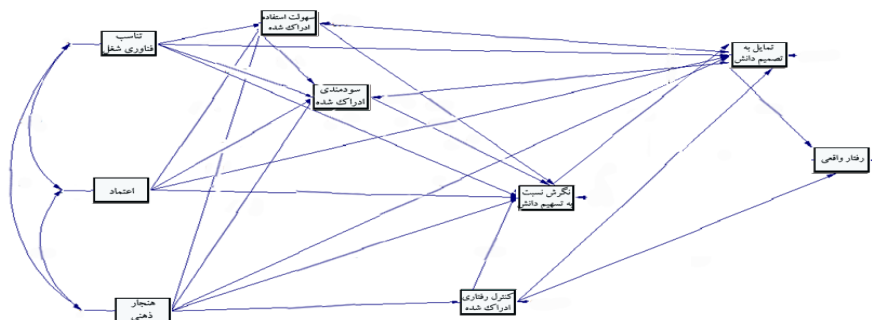 سهولت استفاده
ادراک شده
تناسب
فناوری شغل
تمایل به
تصمیم دانش
سودمندی
ادراک شده
رفتار واقعی
اعتماد
نگرش نسبت
به تسهیم دانش
کنترل رفتاری
ادراک شده
هنجار
ذهنی